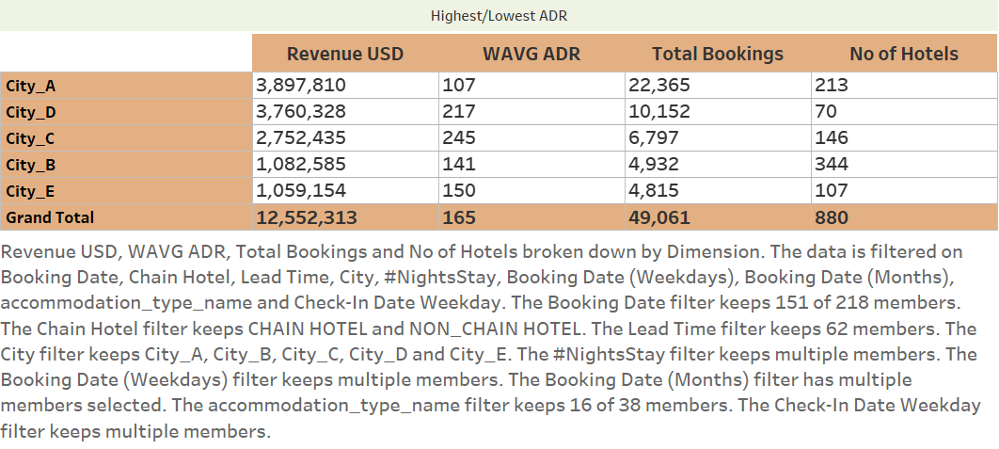 Highest/Lowest ADR
Revenue USD WAVG ADR Total Bookings No of Hotels
City_A 3,897,810 107 22,365 213
City_D 3,760,328 217 10,152 70
City_C 2,752,435 245 6,797 146
City_B 1,082,585 141 4,932 344
City_E 1,059,154 150 4,815 107
Grand Total 12,552,313 165 49,061 880
Revenue USD, WAVG ADR, Total Bookings and No of Hotels broken down by Dimension. The data is filtered on
Booking Date, Chain Hotel, Lead Time, City, #NightsStay, Booking Date (Weekdays), Booking Date (Months),
accommodation_type_name and Check-In Date Weekday. The Booking Date filter keeps 151 of 218 members.
The Chain Hotel filter keeps CHAIN HOTEL and NON_CHAIN HOTEL. The Lead Time filter keeps 62 members. The
City filter keeps City_A, City_B, City_C, City_D and City_E. The #NightsStay filter keeps multiple members. The
Booking Date (Weekdays) filter keeps multiple members. The Booking Date (Months) filter has multiple
members selected. The accommodation_type_name filter keeps 16 of 38 members. The Check-In Date Weekday
filter keeps multiple members.